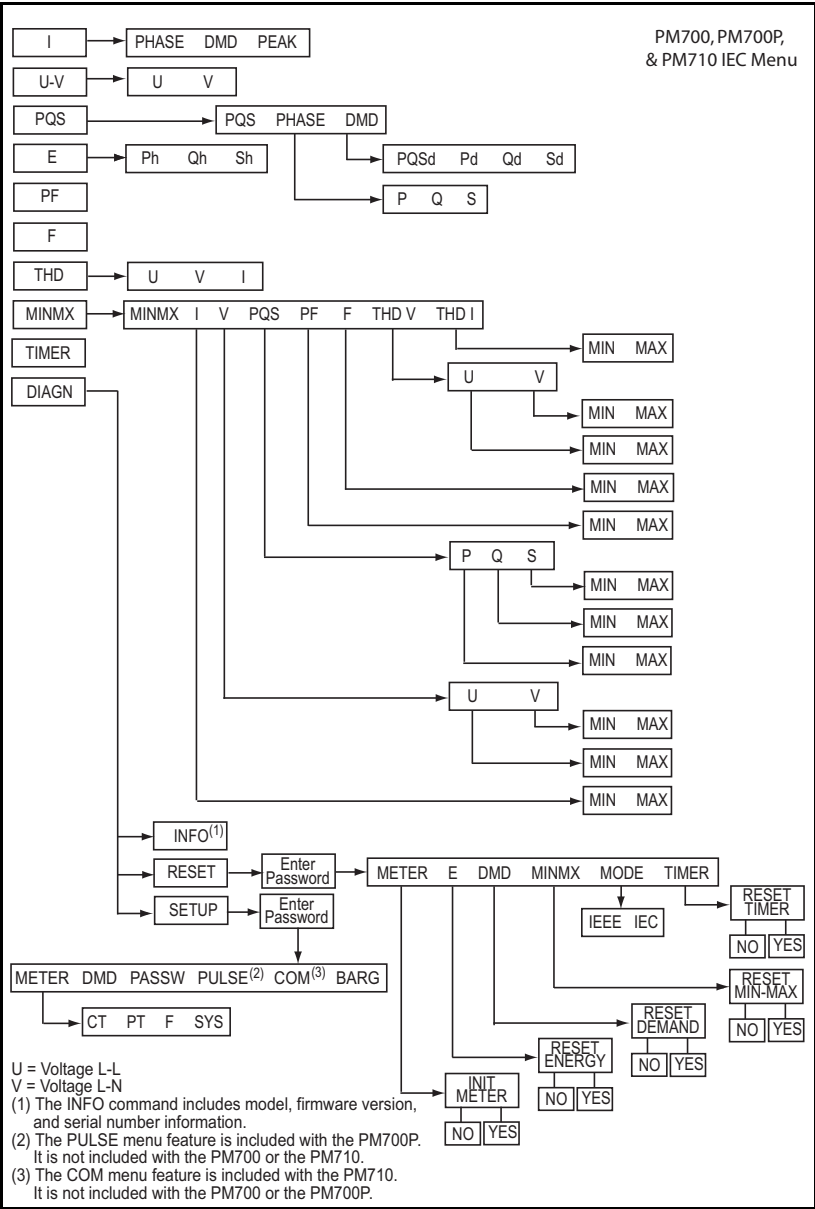 PM700, PM700P,
& PM710 IEC Menu
I
PHASE DMD PEAK
U-V
U V
PQS
PQS PHASE DMD
E
Ph Qh Sh
PQSd Pd Qd Sd
PF
P Q S
F
THD
U V I
MINMX
MINMX I V PQS PF F THD V THD I
TIMER
MIN MAX
DIAGN
U V
MIN MAX
MIN MAX
MIN MAX
MIN MAX
P Q S
MIN MAX
MIN MAX
MIN MAX
U V
MIN MAX
MIN MAX
MIN MAX
INFO(1)
RESET
Enter
Password
METER E DMD MINMX MODE TIMER
SETUP
Enter
Password
IEEE IEC
RESET
TIMER
NO YES
METER DMD PASSW PULSE(2) COM(3) BARG
RESET
MIN-MAX
NO YES
CT PT F SYS
RESET
DEMAND
NO YES
RESET
ENERGY
NO YES
INIT
METER
NO YES
U = Voltage L-L
V = Voltage L-N
(1) The INFO command includes model, firmware version,
and serial number information.
(2) The PULSE menu feature is included with the PM700P.
It is not included with the PM700 or the PM710.
(3) The COM menu feature is included with the PM710.
It is not included with the PM700 or the PM700P.